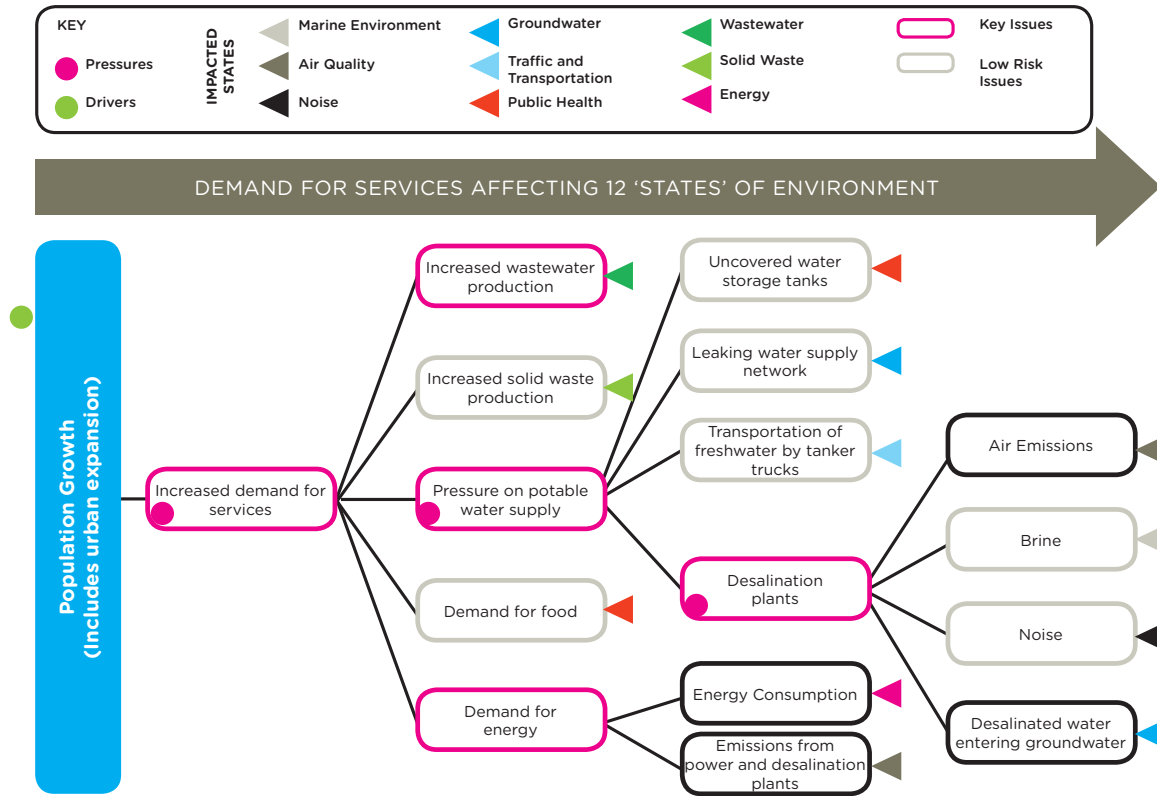 KEY
Pressures
Drivers
IMPACTED
STATES
Marine Environment
Air Quality
Noise
Groundwater
Traffic and
Transportation
Public Health
Wastewater
Solid Waste
Energy
Key Issues
Low Risk
Issues
DEMAND FOR SERVICES AFFECTING 12 ‘STATES’ OF ENVIRONMENT
Population Growth
(Includes urban expansion)
Increased demand for
services
Increased wastewater
production
Increased solid waste
production
Pressure on potable
water supply
Demand for food
Demand for
energy
Uncovered water
storage tanks
Leaking water supply
network
Transportation of
freshwater by tanker
trucks
Desalination
plants
Energy Consumption
Emissions from
power and desalination
plants
Air Emissions
Brine
Noise
Desalinated water
entering groundwater